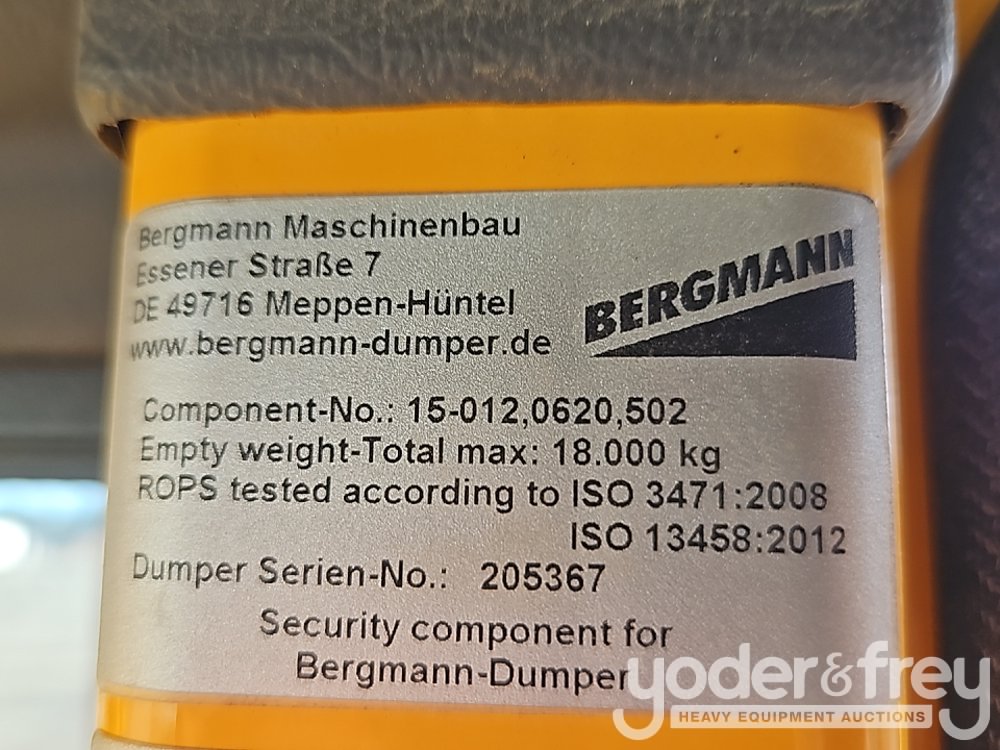 Bergmann Maschinenbau
Essener Straße 7
DE 49716 Meppen-Hüntel
www.bergmann-dumper.de
BERGMANN
Component-No.: 15-012,0620,502
Empty weight-Total max: 18.000 kg
ROPS tested according to ISO 3471:2008
ISO 13458:2012
Dumper Serien-No.: 205367
Security component for
Bergmann-Dumper
yoder&frey
HEAVY EQUIPMENT AUCTIONS